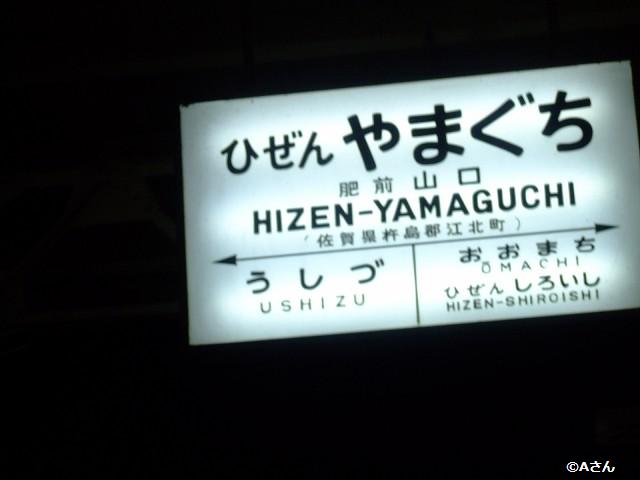 ひぜんやまぐち
肥前山口
HIZEN-YAMAGUCHI
(佐賀県杵島郡江北町)
うしづ
USHIZU
おおまち
ŌMACHI
ひぜんしろいし
HIZEN-SHIROISHI
©Aさん